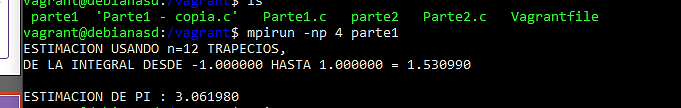 vagrant@debianasd:/vagrant$ ls
parte1 'Parte1 - copia.c' Parte1.c parte2 Parte2.c Vagrantfile
vagrant@debianasd:/vagrant$ mpirun -np 4 parte1
ESTIMACION USANDO n=12 TRAPECIOS,
DE LA INTEGRAL DESDE -1.000000 HASTA 1.000000 = 1.530990
ESTIMACION DE PI : 3.061980